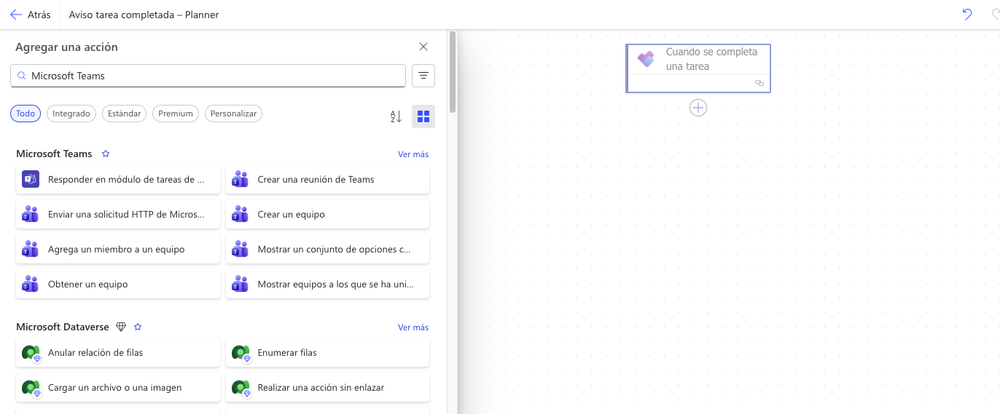 Atrás
Aviso tarea completada – Planner
Agregar una acción
Microsoft Teams
Todo
Integrado
Estándar
Premium
Personalizar
A
Z
Microsoft Teams
Ver más
Responder en módulo de tareas de ...
Crear una reunión de Teams
Enviar una solicitud HTTP de Micros...
Crear un equipo
Agrega un miembro a un equipo
Mostrar un conjunto de opciones c...
Obtener un equipo
Mostrar equipos a los que se ha uni...
Microsoft Dataverse
Ver más
Anular relación de filas
Enumerar filas
Cargar un archivo o una imagen
Realizar una acción sin enlazar
Cuando se completa
una tarea